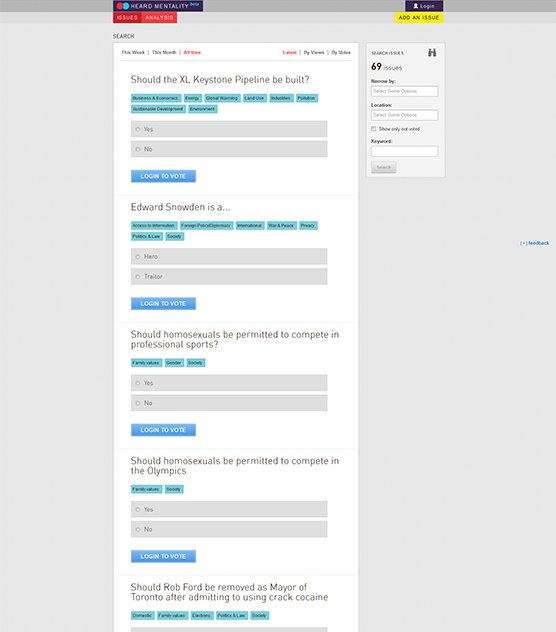 HEARD MENTALITY beta
Login
ISSUES ANALYSIS
ADD AN ISSUE
SEARCH
This Week | This Month | All time
Latest | By Views | By Votes
Should the XL Keystone Pipeline be built?
Business & Economics Energy Global Warming Land Use Industries Pollution
Sustainable Development Environment
Yes
No
LOGIN TO VOTE
Edward Snowden is a...
Access to Information Foreign Policy/Diplomacy International War & Peace Privacy
Politics & Law Society
Hero
Traitor
LOGIN TO VOTE
Should homosexuals be permitted to compete in
professional sports?
Family values Gender Society
Yes
No
LOGIN TO VOTE
Should homosexuals be permitted to compete in
the Olympics
Family values Society
Yes
No
LOGIN TO VOTE
Should Rob Ford be removed as Mayor of
Toronto after admitting to using crack cocaine
Domestic Family values Elections Politics & Law Society
SEARCH ISSUES
69 issues
Narrow by:
Select Some Options
Location:
Select Some Options
Show only not voted
Keyword:
Search
[+] feedback